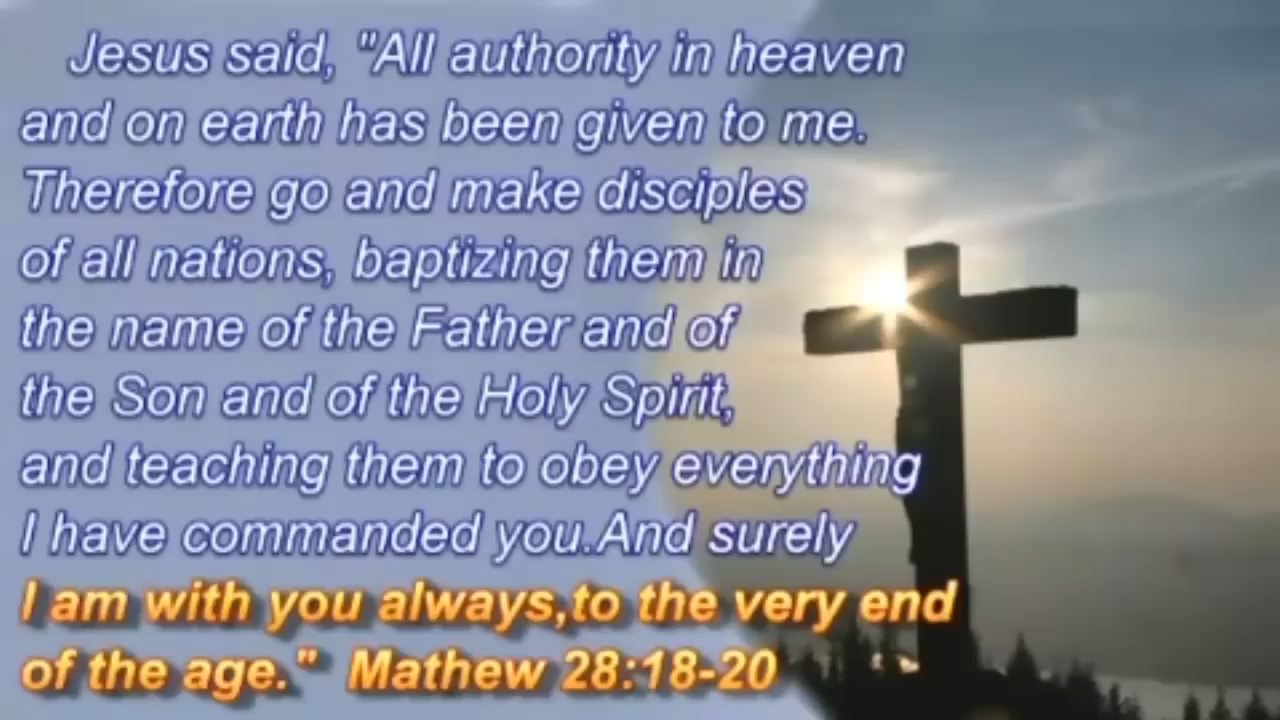 Jesus said, "All authority in heaven
and on earth has been given to me.
Therefore go and make disciples
of all nations, baptizing them in
the name of the Father and of
the Son and of the Holy Spirit,
and teaching them to obey everything
I have commanded you.And surely
I am with you always,to the very end
of the age." Mathew 28:18-20